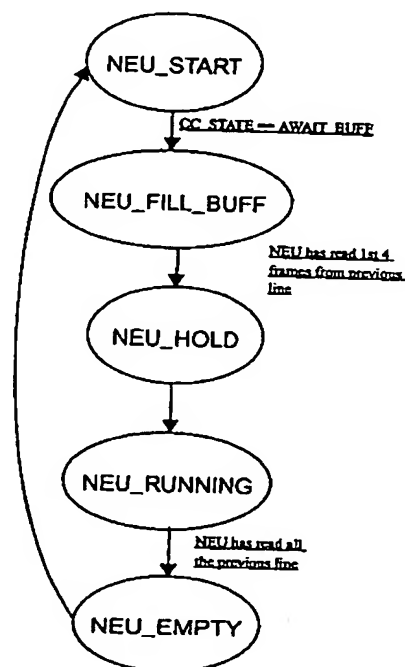 NEU_START
CC_STATE == AWAIT_BUFF
NEU_FILL_BUFF
NEU has read 1st 4
frames from previous
line
NEU_HOLD
NEU_RUNNING
NEU has read all
the previous line
NEU_EMPTY